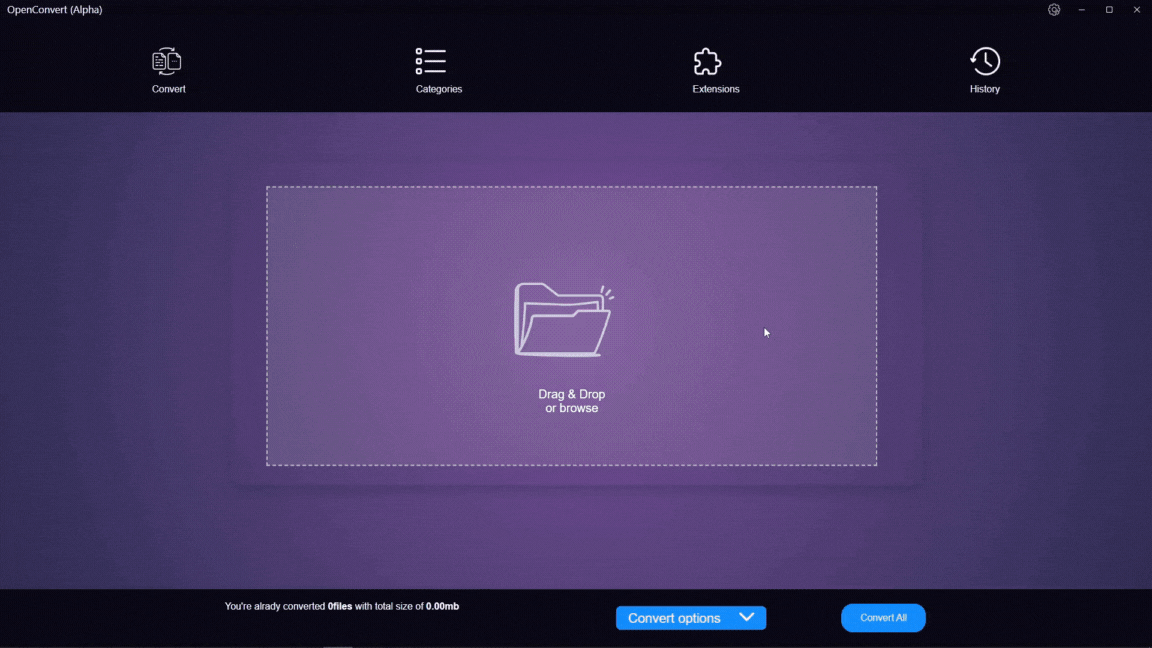 OpenConvert (Alpha)
Convert
Categories
Extensions
History
Drag & Drop
or browse
You're alrady converted 0files with total size of 0.00mb
Convert options
Convert All